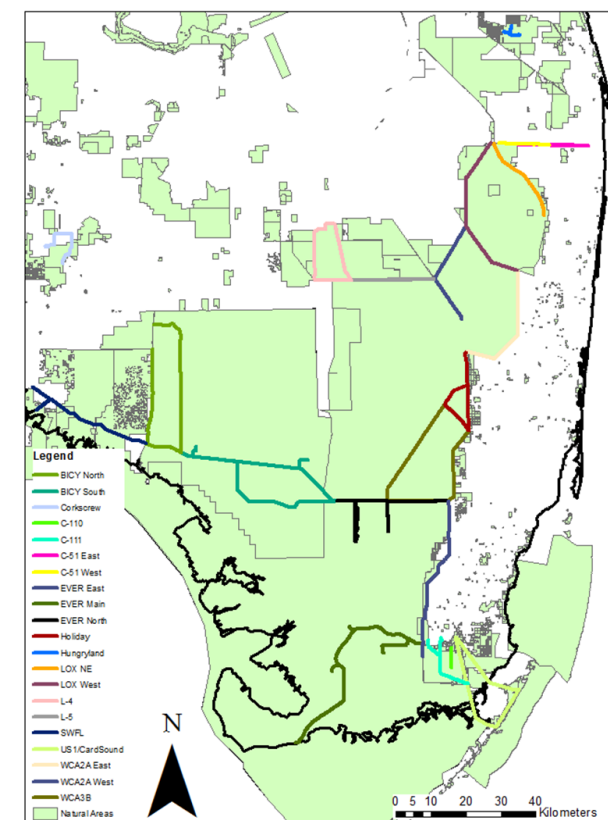 Legend
BICY North
BICY South
Corkscrew
C-110
C-111
C-51 East
C-51 West
EVER East
EVER Main
EVER North
Holiday
Hungryland
LOX NE
LOX West
L-4
L-5
SWFL
US1/CardSound
WCA2A East
WCA2A West
WCA3B
Natural Areas
N
0 5 10 20 30 40
Kilometers